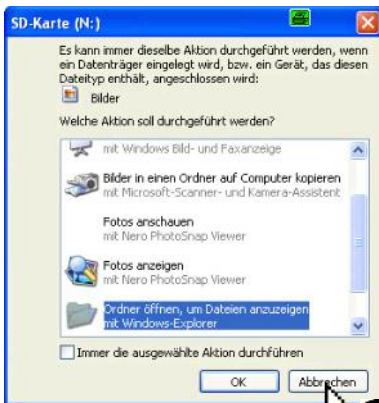 SD-Karte (N:)
Es kann immer dieselbe Aktion durchgeführt werden, wenn
ein Datenträger eingelegt wird, bzw. ein Gerät, das diesen
Dateityp enthält, angeschlossen wird:
Bilder
Welche Aktion soll durchgeführt werden?
mit Windows Bild- und Faxanzeige
Bilder in einen Ordner auf Computer kopieren
mit Microsoft-Scanner- und Kamera-Assistent
Fotos anschauen
mit Nero PhotoSnap Viewer
Fotos anzeigen
mit Nero PhotoSnap Viewer
Ordner öffnen, um Dateien anzuzeigen
mit Windows-Explorer
Immer die ausgewählte Aktion durchführen
OK
Abbrechen